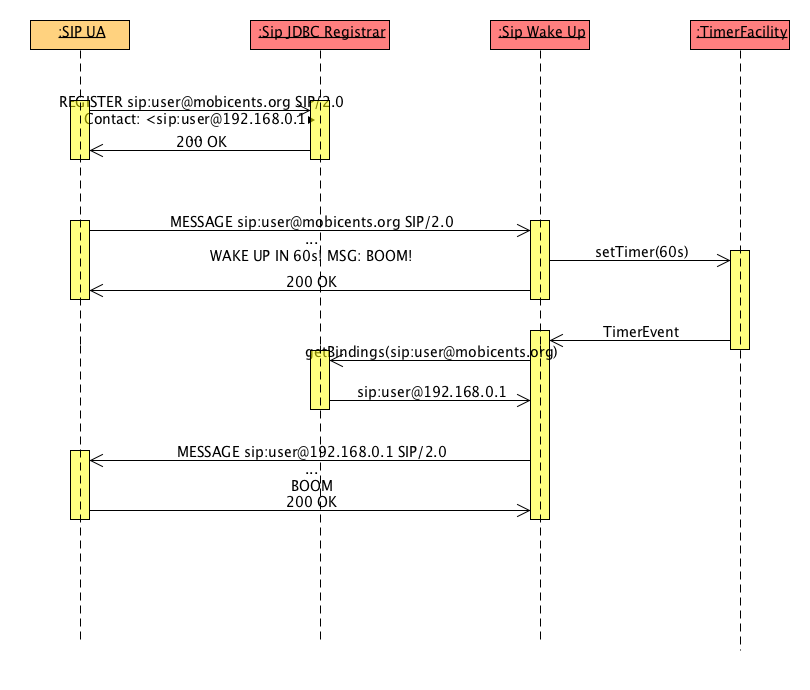 :SIP UA
:Sip JDBC Registrar
:Sip Wake Up
:TimerFacility
REGISTER sip:user@mobicents.org SIP/2.0
Contact: <sip:user@192.168.0.1>
200 OK
MESSAGE sip:user@mobicents.org SIP/2.0
...
WAKE UP IN 60s! MSG: BOOM!
setTimer(60s)
200 OK
TimerEvent
getBindings(sip:user@mobicents.org)
sip:user@192.168.0.1
MESSAGE sip:user@192.168.0.1 SIP/2.0
...
BOOM
200 OK